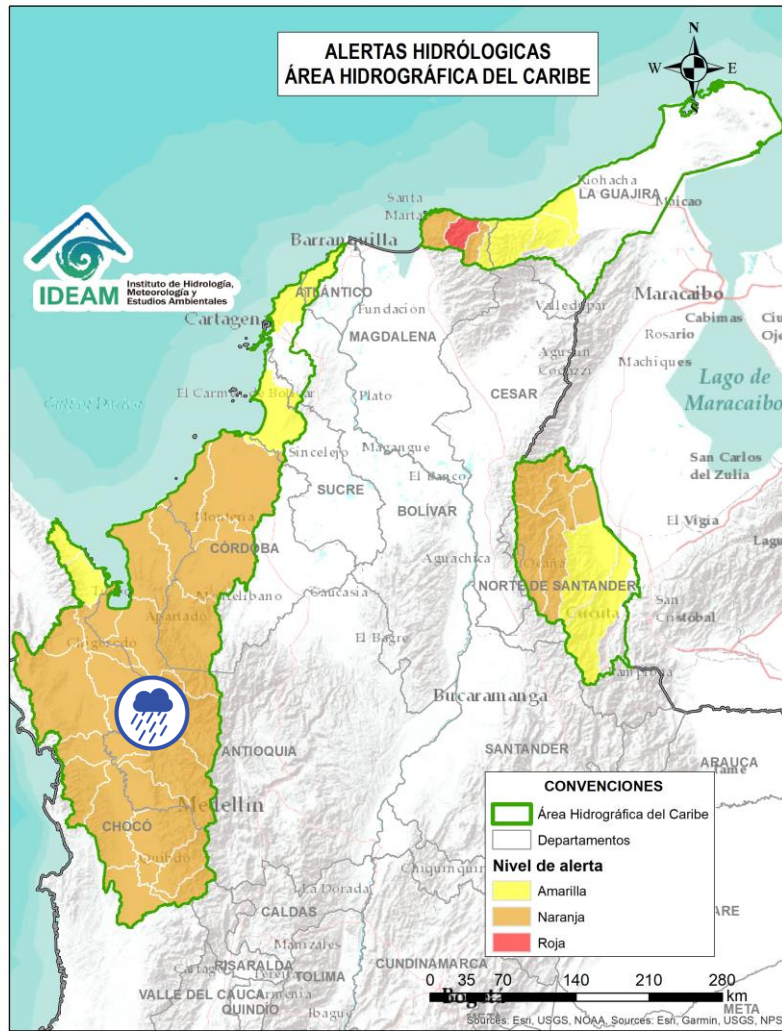 ALERTAS HIDRÓLOGICAS
ÁREA HIDROGRÁFICA DEL CARIBE
N
W
E
S
Riohacha
LA GUAJIRA
Maicao
Santa
Marta
Barranquilla
IDEAM
Instituto de Hidrología,
Meteorología y
Estudios Ambientales
ATLÁNTICO
Maracaibo
Cartagen
Fundación
Valledupar
Cabimas
Rosario
MAGDALENA
Agustín
Codazzi
Machiques
CESAR
Lago de
Maracaibo
El Carmen de Bolívar
Plato
Sincelejo
Magangue
San Carlos
del Zulia
El Banco
SUCRE
Montería
BOLÍVAR
El Vigía
CÓRDOBA
Aguachica
Ocaña
NORTE DE SANTANDER
Montelibano
Caucasia
Apartado
Cúcuta
San
Cristóbal
El Bagre
Chigorodo
Pamplona
Bucaramanga
ANTIOQUIA
SANTANDER
ARAUCA
Medellín
CHOCÓ
Quibdó
CONVENCIONES
Área Hidrográfica del Caribe
Departamentos
Nivel de alerta
Amarilla
Naranja
Roja
La Dorada
CALDAS
Manizales
RISARALDA
TOLIMA
CUNDINAMARCA
VALLE DEL CAUCA
Armenia
QUINDÍO
Ibagué
Bogotá
META
0 35 70 140 210 280
km
Sources: Esri, USGS, NOAA, Sources: Esri, Garmin, USGS, NPS